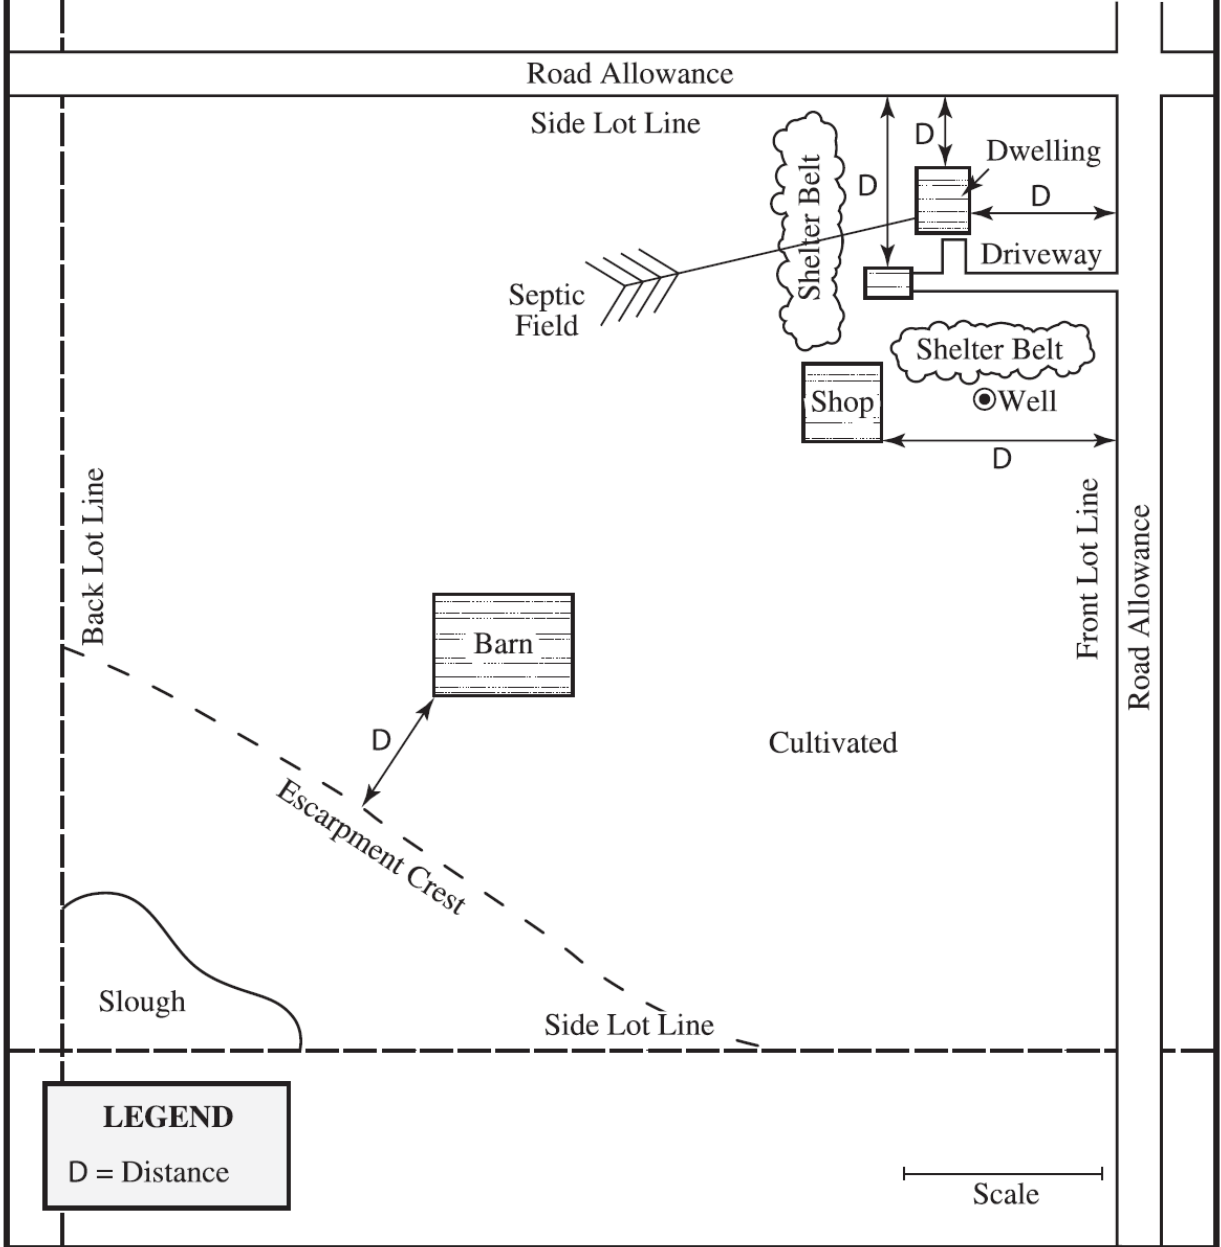 Road Allowance
Side Lot Line
D
Dwelling
Shelter Belt
D
D
Driveway
Septic
Field
Shelter Belt
Shop
Well
D
Back Lot Line
Front Lot Line
Road Allowance
Barn
D
Cultivated
Escarpment Crest
Slough
Side Lot Line
LEGEND
D = Distance
Scale